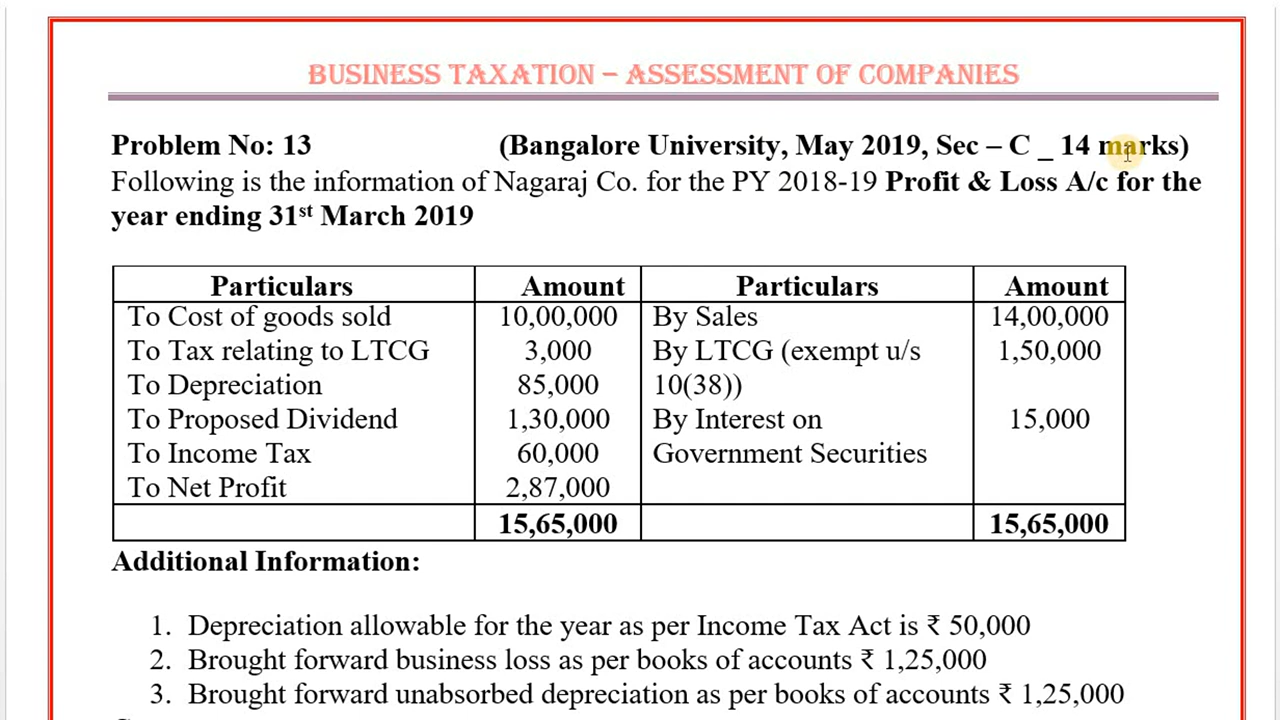 BUSINESS TAXATION – ASSESSMENT OF COMPANIES
Problem No: 13 (Bangalore University, May 2019, Sec – C _ 14 marks)
Following is the information of Nagaraj Co. for the PY 2018-19 Profit & Loss A/c for the
year ending 31st March 2019
Particulars Amount Particulars Amount
To Cost of goods sold 10,00,000 By Sales 14,00,000
To Tax relating to LTCG 3,000 By LTCG (exempt u/s 1,50,000
To Depreciation 85,000 10(38))
To Proposed Dividend 1,30,000 By Interest on 15,000
To Income Tax 60,000 Government Securities
To Net Profit 2,87,000
15,65,000 15,65,000
Additional Information:
1. Depreciation allowable for the year as per Income Tax Act is ₹ 50,000
2. Brought forward business loss as per books of accounts ₹ 1,25,000
3. Brought forward unabsorbed depreciation as per books of accounts ₹ 1,25,000